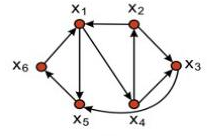 x₁ x₂
x₆ x₃
x₅ x₄